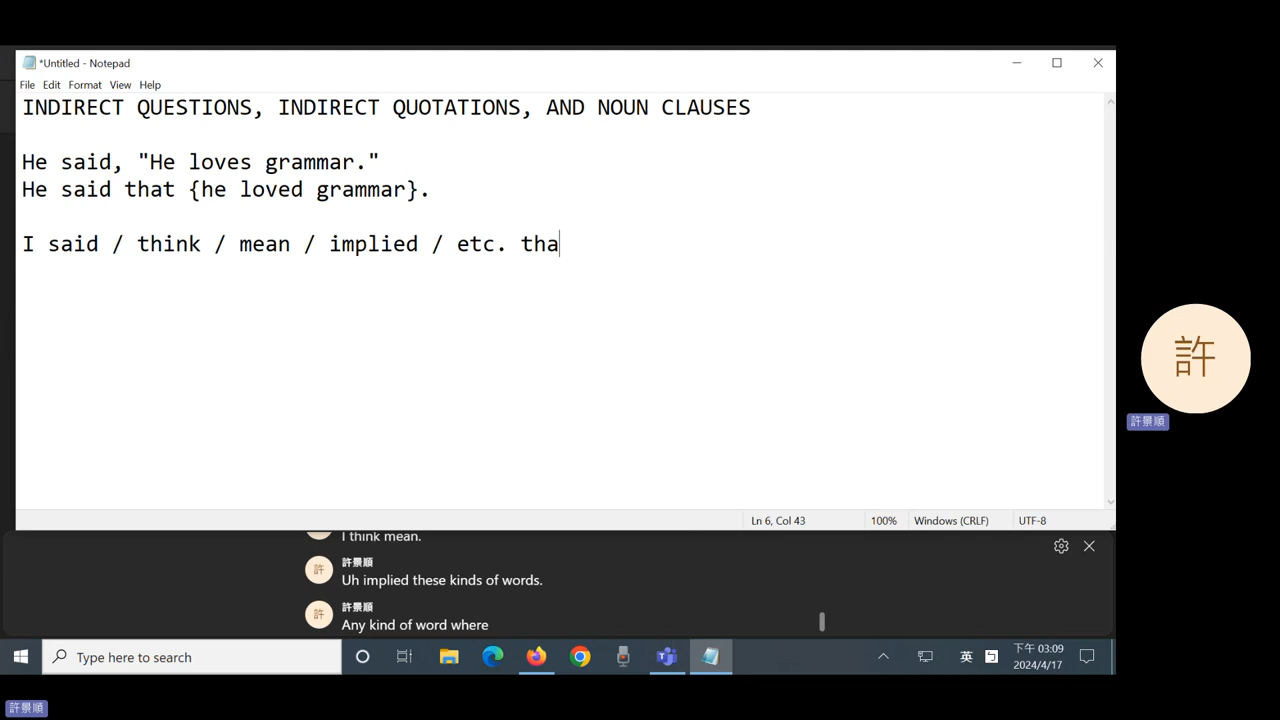 *Untitled - Notepad
File Edit Format View Help
INDIRECT QUESTIONS, INDIRECT QUOTATIONS, AND NOUN CLAUSES
He said, "He loves grammar."
He said that {he loved grammar}.
I said / think / mean / implied / etc. tha
Ln 6, Col 43 100% Windows (CRLF) UTF-8
許
許景順
I think mean.
許 許景順
Uh implied these kinds of words.
許 許景順
Any kind of word where
Type here to search
英
下午 03:09
2024/4/17
許景順